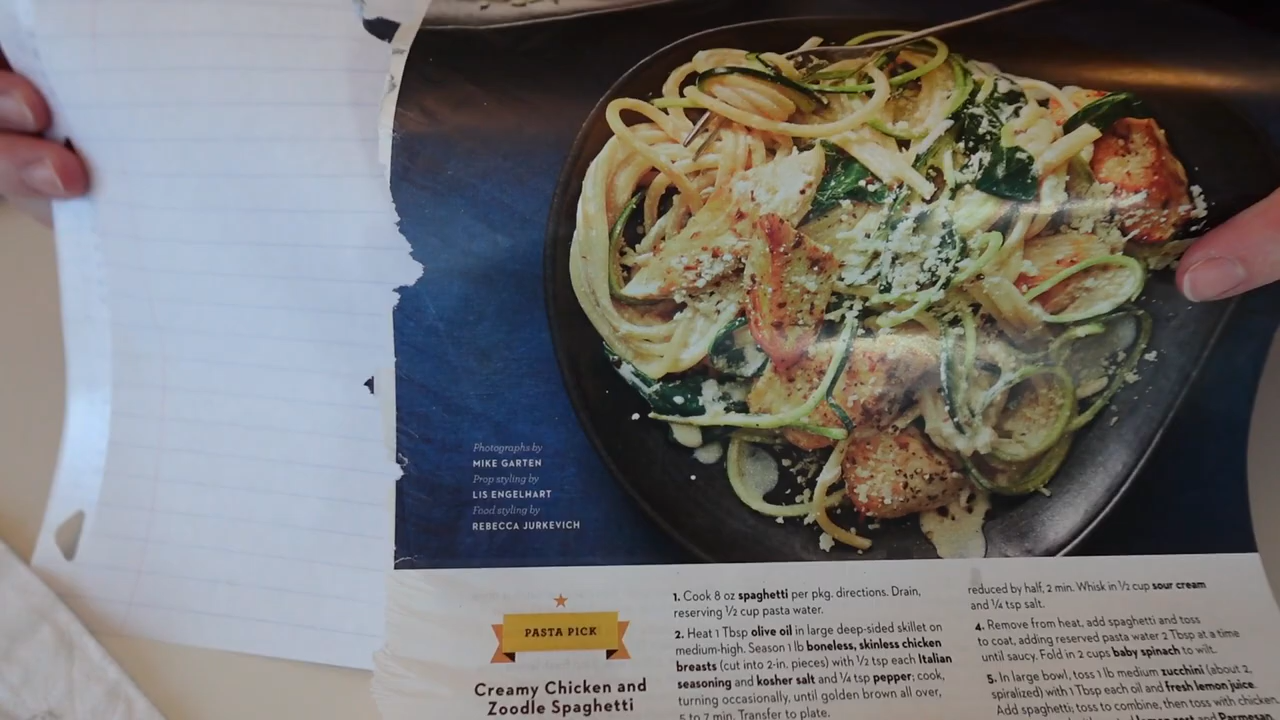 Photographs by
MIKE GARTEN
Prop styling by
LIS ENGELHART
Food styling by
REBECCA JURKEVICH
PASTA PICK
Creamy Chicken and
Zoodle Spaghetti
1. Cook 8 oz spaghetti per pkg. directions. Drain,
reserving ½ cup pasta water.
2. Heat 1 Tbsp olive oil in large deep-sided skillet on
medium-high. Season 1 lb boneless, skinless chicken
breasts (cut into 2-in. pieces) with ½ tsp each Italian
seasoning and kosher salt and ¼ tsp pepper; cook,
turning occasionally, until golden brown all over,
5 to 7 min. Transfer to plate.
reduced by half, 2 min. Whisk in ½ cup sour cream
and ¼ tsp salt.
4. Remove from heat, add spaghetti and toss
to coat, adding reserved pasta water 2 Tbsp at a time
until saucy. Fold in 2 cups baby spinach to wilt.
5. In large bowl, toss 1 lb medium zucchini (about 2,
spiralized) with 1 Tbsp each oil and fresh lemon juice.
Add spaghetti; toss to combine, then toss with chicken